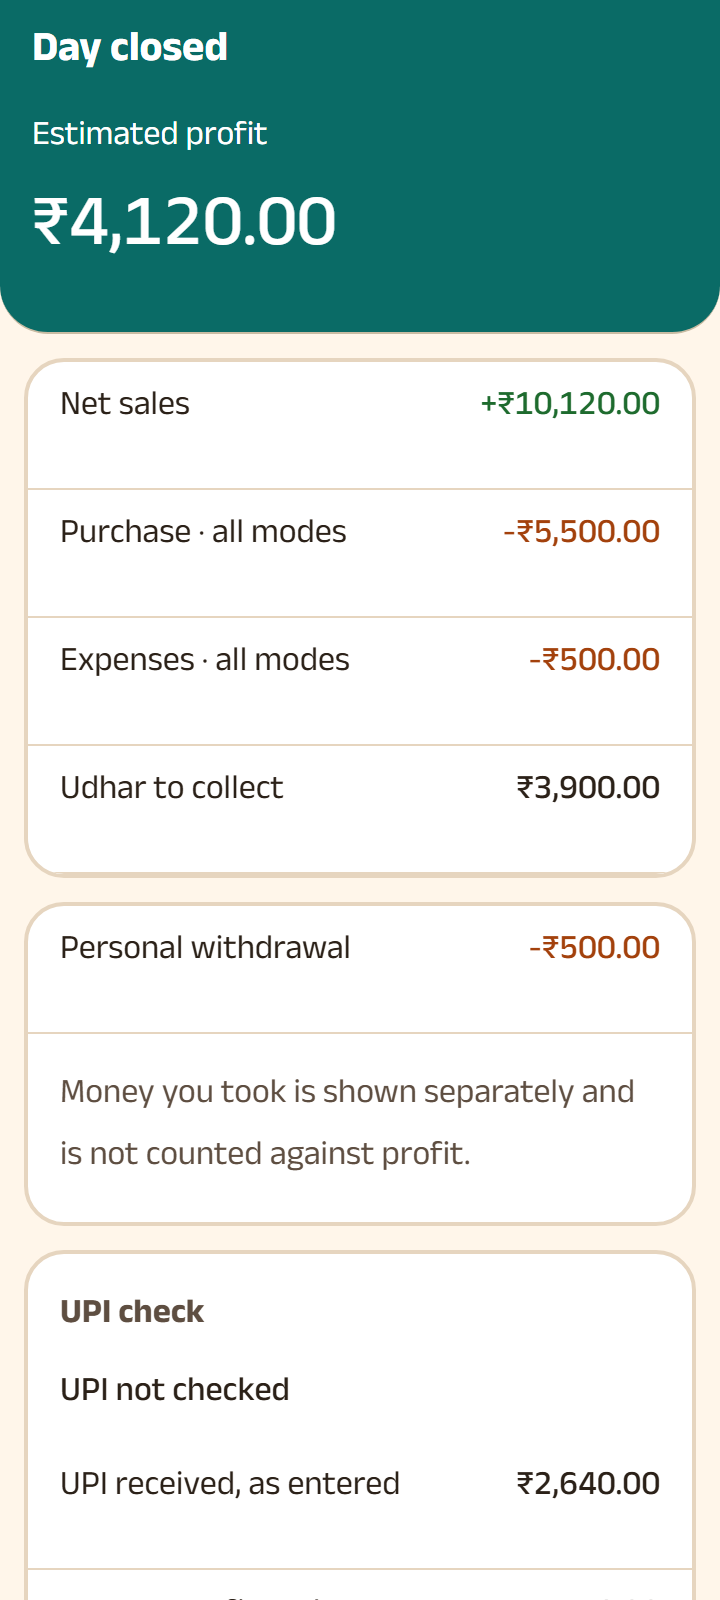 Day closed
Estimated profit
₹4,120.00
Net sales +₹10,120.00
Purchase · all modes -₹5,500.00
Expenses · all modes -₹500.00
Udhar to collect ₹3,900.00
Personal withdrawal -₹500.00
Money you took is shown separately and
is not counted against profit.
UPI check
UPI not checked
UPI received, as entered ₹2,640.00